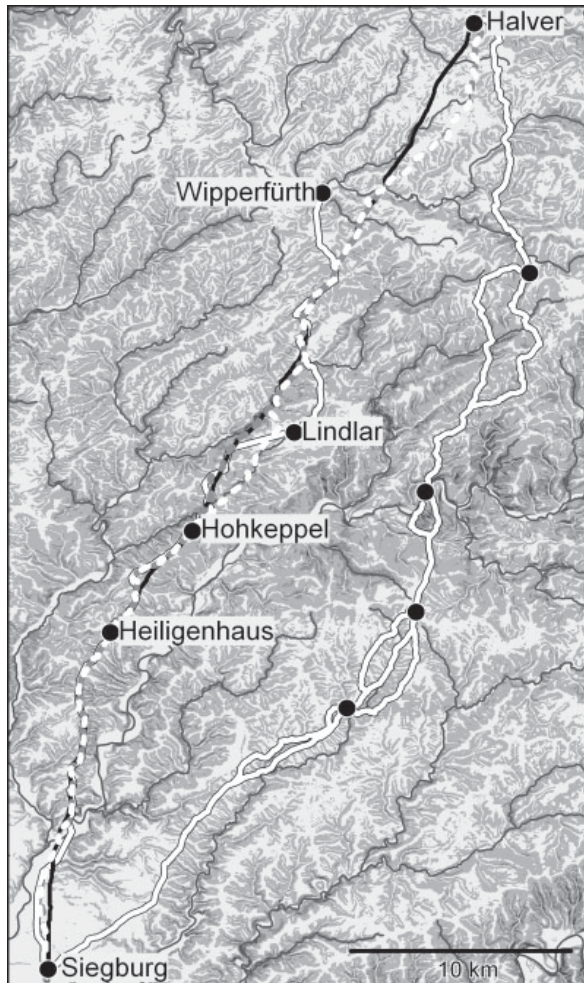 Halver
Wipperfürth
Lindlar
Hohkeppel
Heiligenhaus
Siegburg
10 km